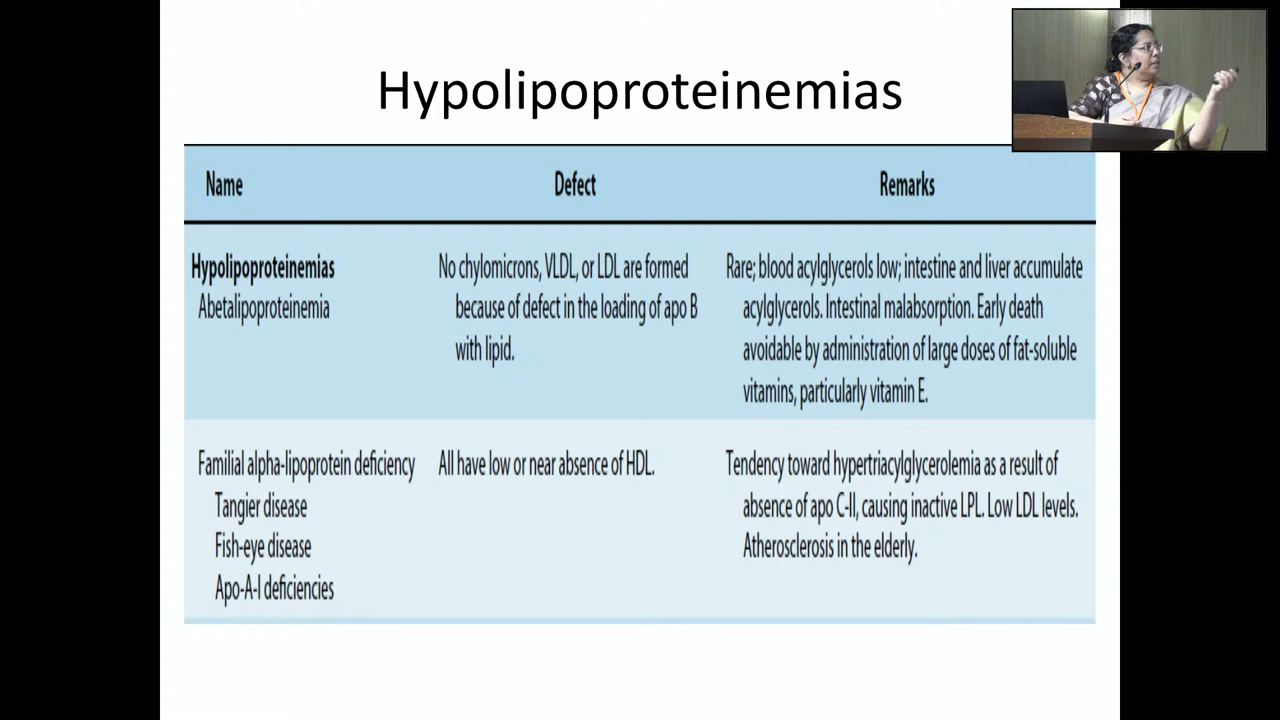 Hypolipoproteinemias
Name Defect Remarks
Hypolipoproteinemias
Abetalipoproteinemia
No chylomicrons, VLDL, or LDL are formed
because of defect in the loading of apo B
with lipid.
Rare; blood acylglycerols low; intestine and liver accumulate
acylglycerols. Intestinal malabsorption. Early death
avoidable by administration of large doses of fat-soluble
vitamins, particularly vitamin E.
Familial alpha-lipoprotein deficiency
Tangier disease
Fish-eye disease
Apo-A-I deficiencies
All have low or near absence of HDL.
Tendency toward hypertriacylglycerolemia as a result of
absence of apo C-II, causing inactive LPL. Low LDL levels.
Atherosclerosis in the elderly.